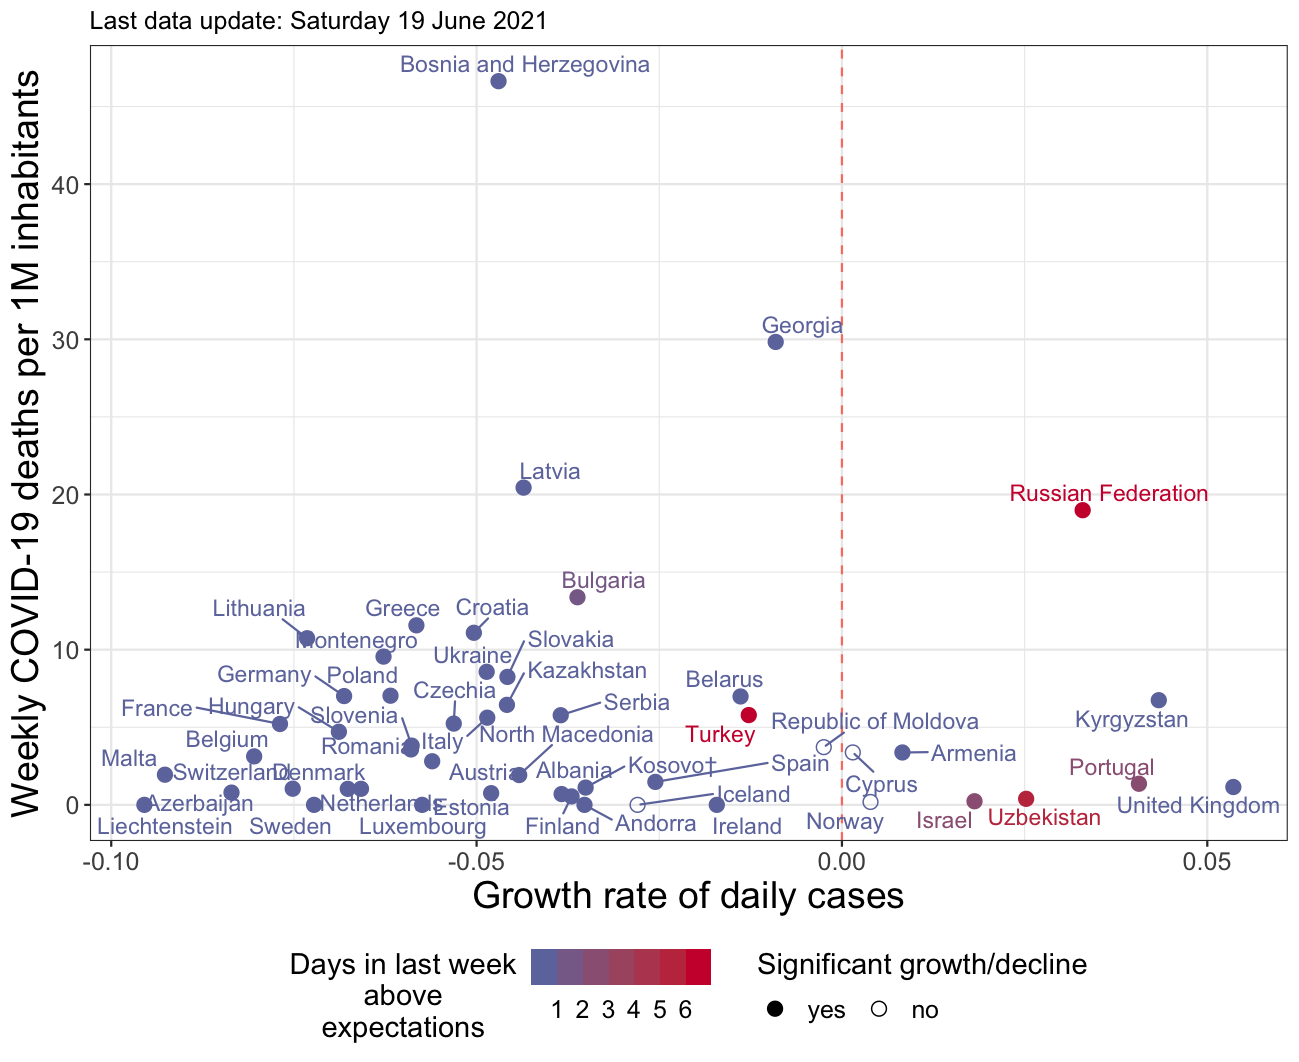 Last data update: Saturday 19 June 2021
Weekly COVID-19 deaths per 1M inhabitants
40
30
20
10
0
Bosnia and Herzegovina
Georgia
Latvia
Russian Federation
Bulgaria
Lithuania
Greece
Croatia
Montenegro
Slovakia
Ukraine
Germany
Poland
Kazakhstan
Belarus
Czechia
Serbia
France
Hungary
Slovenia
Republic of Moldova
Kyrgyzstan
Belgium
Romania
Italy
North Macedonia
Turkey
Malta
Switzerland
Denmark
Austria
Albania
Kosovo†
Spain
Armenia
Portugal
Cyprus
Azerbaijan
Netherlands
Estonia
Iceland
United Kingdom
Liechtenstein
Sweden
Luxembourg
Finland
Andorra
Ireland
Norway
Israel
Uzbekistan
-0.10
-0.05
0.00
0.05
Growth rate of daily cases
Days in last week
above
expectations
1 2 3 4 5 6
Significant growth/decline
yes
no